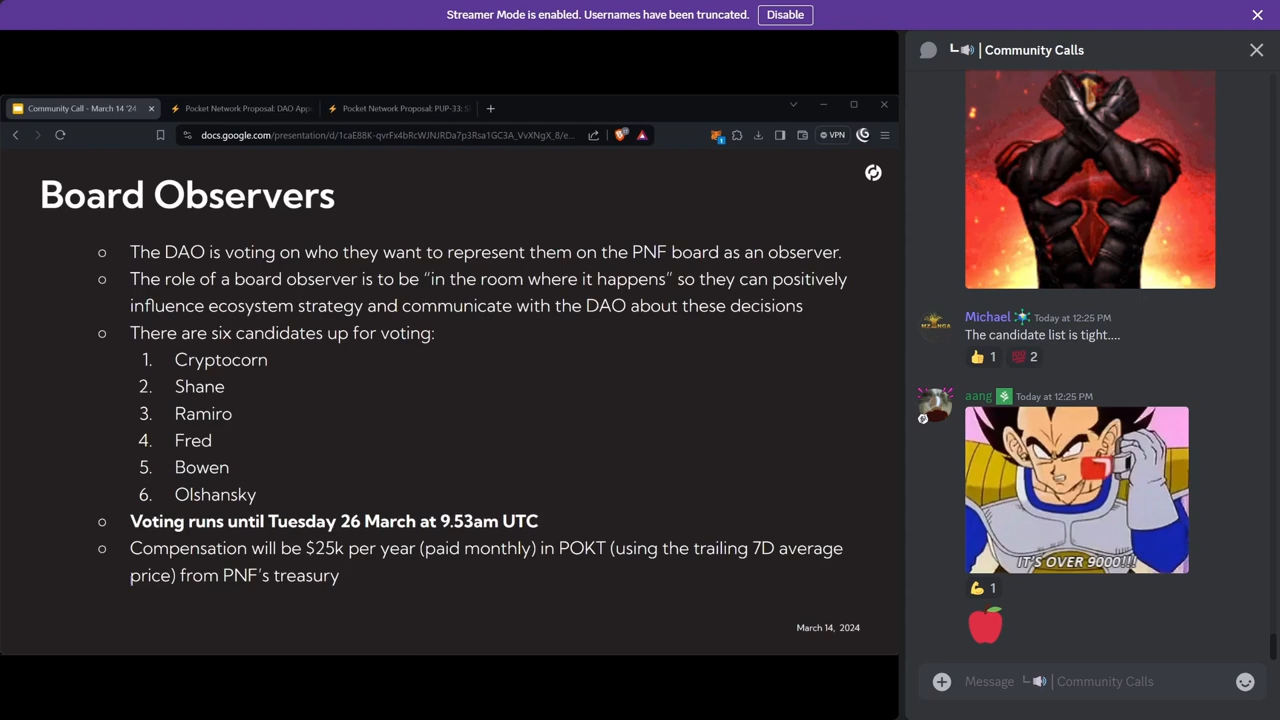 Streamer Mode is enabled. Usernames have been truncated.
Disable
Community Calls
Community Call - March 14 '24
Pocket Network Proposal: DAO App
Pocket Network Proposal: PUP-33: S
VPN
Board Observers
The DAO is voting on who they want to represent them on the PNF board as an observer.
The role of a board observer is to be “in the room where it happens” so they can positively
influence ecosystem strategy and communicate with the DAO about these decisions
There are six candidates up for voting:
1. Cryptocorn
2. Shane
3. Ramiro
4. Fred
5. Bowen
6. Olshansky
Voting runs until Tuesday 26 March at 9.53am UTC
Compensation will be $25k per year (paid monthly) in POKT (using the trailing 7D average
price) from PNF’s treasury
March 14, 2024
Michael Today at 12:25 PM
The candidate list is tight....
1 2
aang Today at 12:25 PM
IT'S OVER 9000!!!
1
Message Community Calls